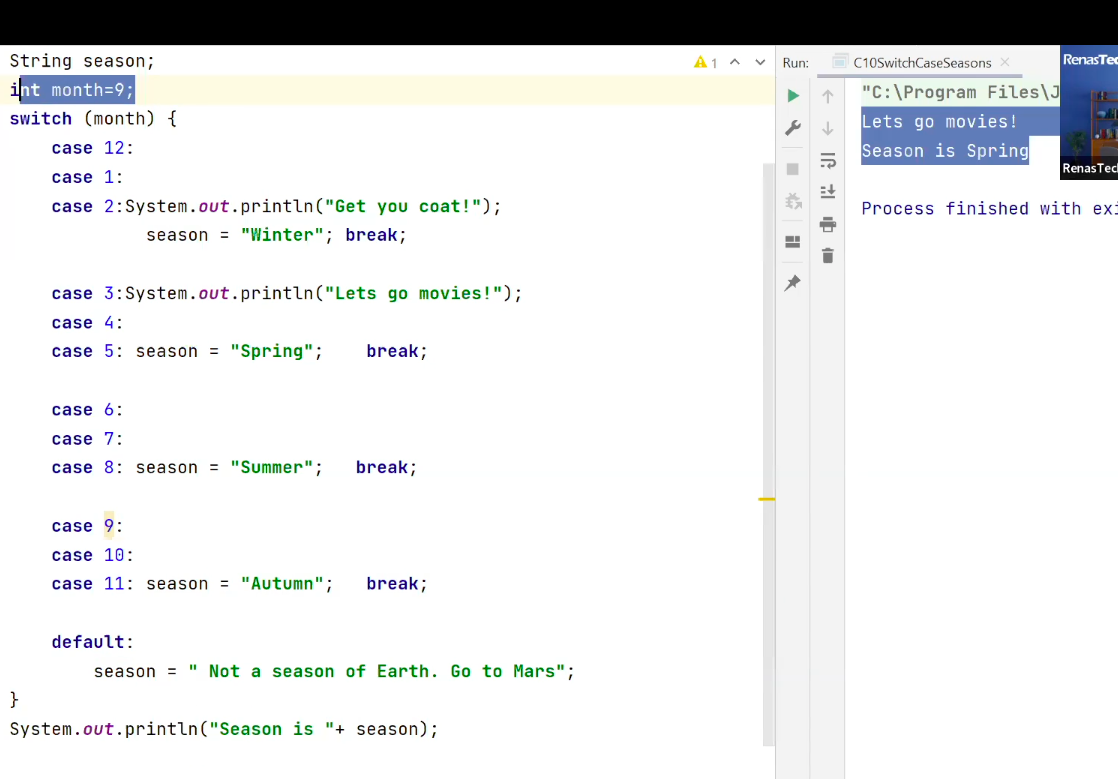 String season;
int month=9;
switch (month) {
case 12:
case 1:
case 2:System.out.println("Get you coat!");
season = "Winter"; break;
case 3:System.out.println("Lets go movies!");
case 4:
case 5: season = "Spring"; break;
case 6:
case 7:
case 8: season = "Summer"; break;
case 9:
case 10:
case 11: season = "Autumn"; break;
default:
season = " Not a season of Earth. Go to Mars";
}
System.out.println("Season is "+ season);
1
Run: C10SwitchCaseSeasons
"C:\Program Files\J
Lets go movies!
Season is Spring
Process finished with exi
RenasTec
RenasTech